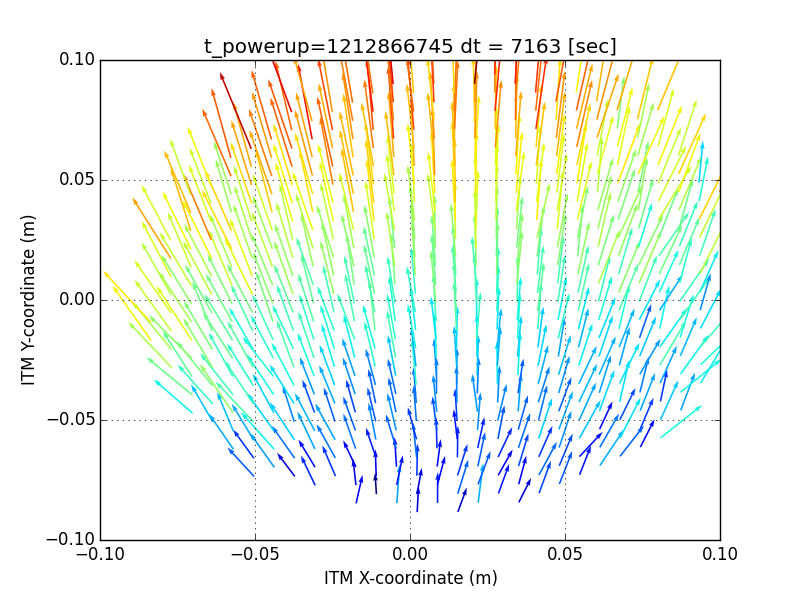 t_powerup=1212866745 dt = 7163 [sec]
0.10
0.05
0.00
−0.05
−0.10
ITM Y-coordinate (m)
−0.10 −0.05 0.00 0.05 0.10
ITM X-coordinate (m)